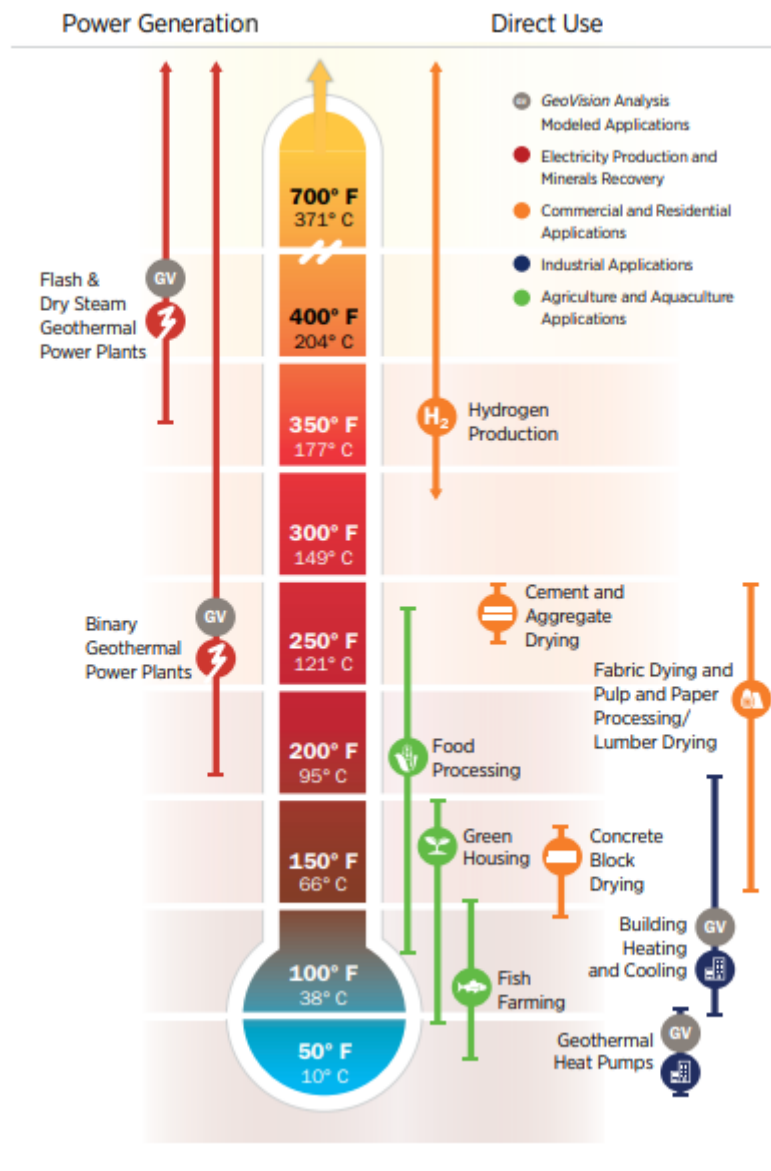 Power Generation
Direct Use
GV GeoVision Analysis
Modeled Applications
Electricity Production and
Minerals Recovery
Commercial and Residential
Applications
Industrial Applications
Agriculture and Aquaculture
Applications
700° F
371° C
GV
Flash &
Dry Steam
Geothermal
Power Plants
400° F
204° C
350° F
177° C
H2
Hydrogen
Production
300° F
149° C
GV
Binary
Geothermal
Power Plants
250° F
121° C
Cement and
Aggregate
Drying
Fabric Dying and
Pulp and Paper
Processing/
Lumber Drying
200° F
95° C
Food
Processing
150° F
66° C
Green
Housing
Concrete
Block
Drying
Building
Heating
and Cooling
GV
100° F
38° C
Fish
Farming
Geothermal
Heat Pumps
GV
50° F
10° C